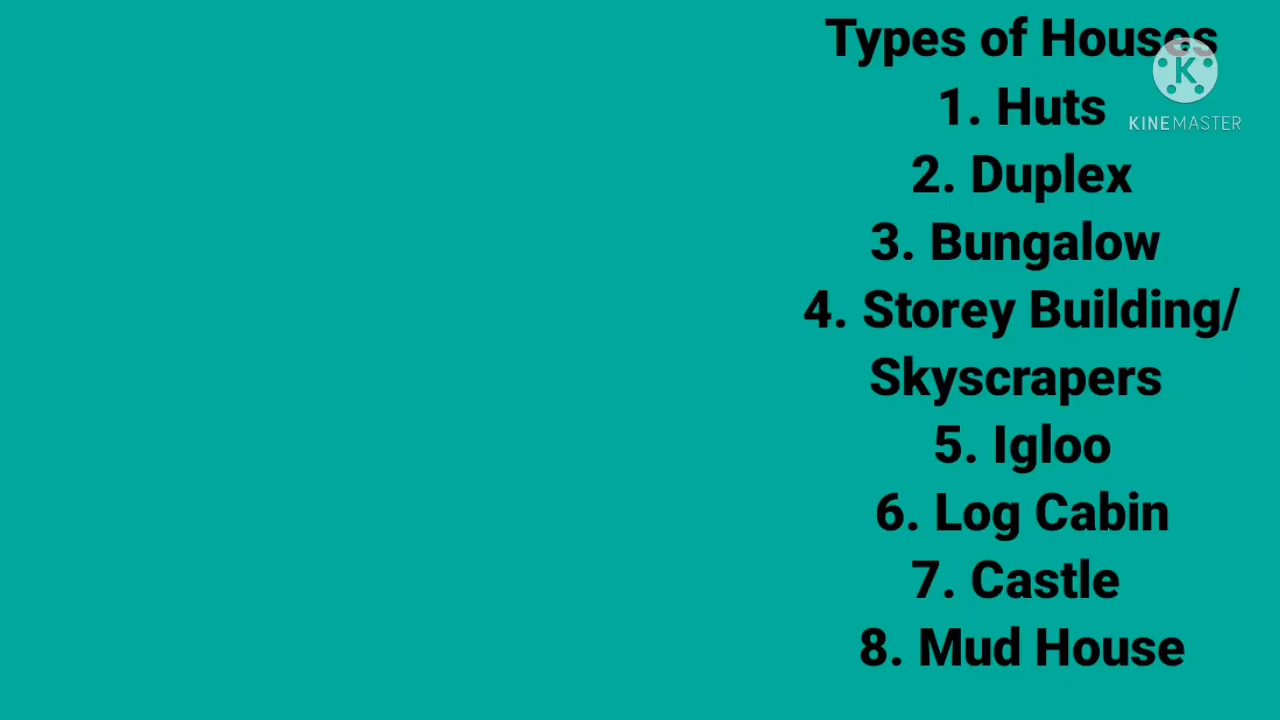 Types of Houses
1. Huts
2. Duplex
3. Bungalow
4. Storey Building/
Skyscrapers
5. Igloo
6. Log Cabin
7. Castle
8. Mud House
K
KINEMASTER